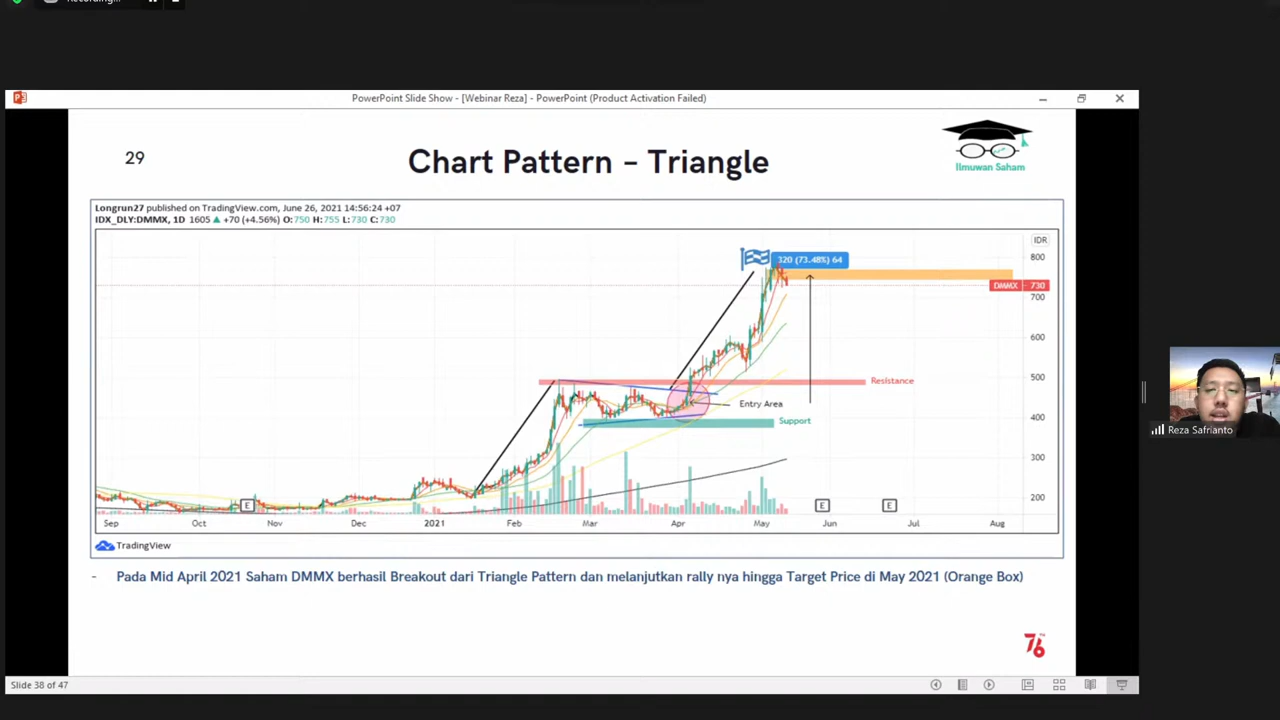 Recording...
PowerPoint Slide Show - [Webinar Reza] - PowerPoint (Product Activation Failed)
29
Chart Pattern – Triangle
Ilmuwan Saham
Longrun27 published on TradingView.com, June 26, 2021 14:56:24 +07
IDX_DLY:DMMX, 1D 1605 ▲ +70 (+4.56%) O:750 H:755 L:730 C:730
IDR
320 (73.48%) 64
800
DMMX 730
700
600
500
Resistance
Entry Area
400
Support
300
200
E E E
Sep Oct Nov Dec 2021 Feb Mar Apr May Jun Jul Aug
TradingView
- Pada Mid April 2021 Saham DMMX berhasil Breakout dari Triangle Pattern dan melanjutkan rally nya hingga Target Price di May 2021 (Orange Box)
76
Slide 38 of 47
Reza Safrianto